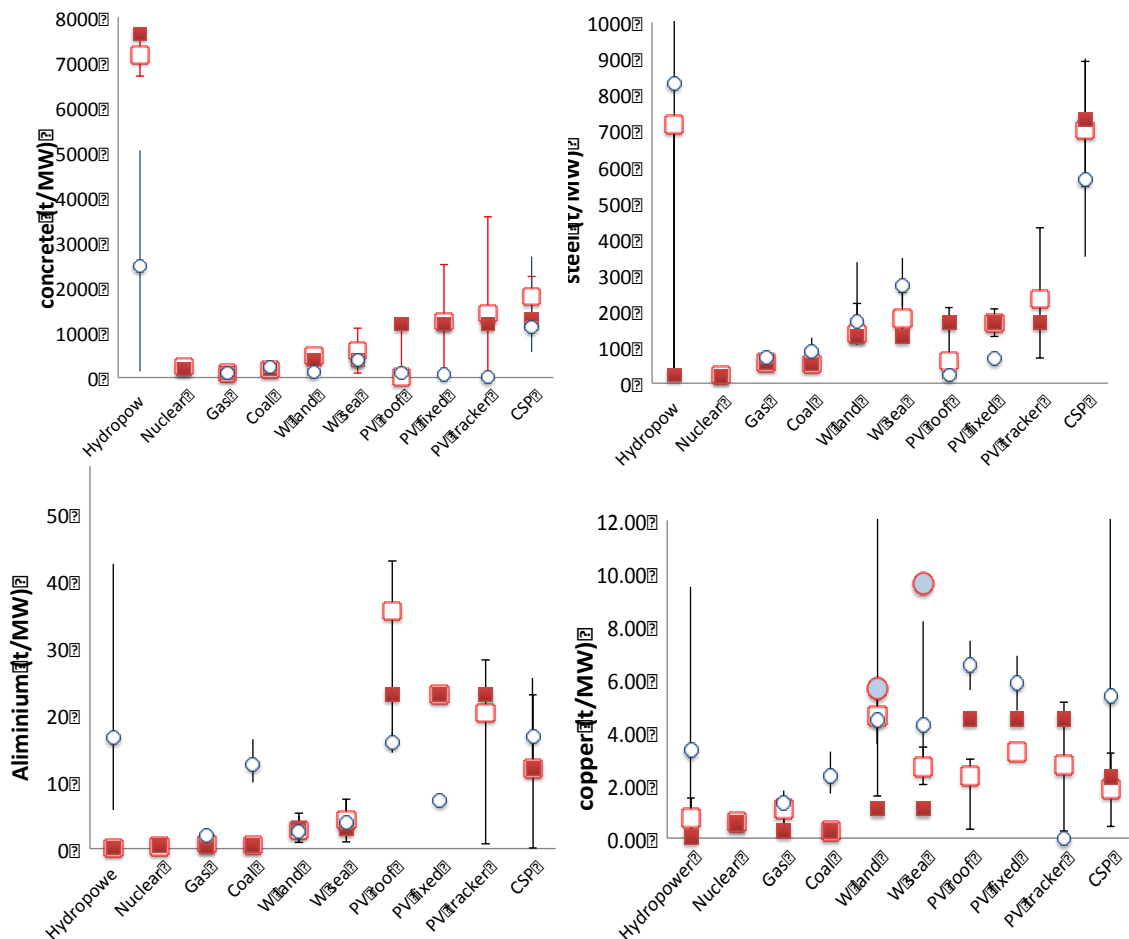 8000⍰
7000⍰
6000⍰
5000⍰
4000⍰
3000⍰
2000⍰
1000⍰
0⍰
concrete⍰(t/MW)⍰
Hydropow
Nuclear⍰
Gas⍰
Coal⍰
W⍰land⍰
W⍰sea⍰
PV⍰roof⍰
PV⍰fixed⍰
PV⍰tracker⍰
CSP⍰
1000⍰
900⍰
800⍰
700⍰
600⍰
500⍰
400⍰
300⍰
200⍰
100⍰
0⍰
steel⍰(t/MW)⍰
Hydropow
Nuclear⍰
Gas⍰
Coal⍰
W⍰land⍰
W⍰sea⍰
PV⍰roof⍰
PV⍰fixed⍰
PV⍰tracker⍰
CSP⍰
50⍰
40⍰
30⍰
20⍰
10⍰
0⍰
Aliminium⍰(t/MW)⍰
Hydropowe
Nuclear⍰
Gas⍰
Coal⍰
W⍰land⍰
W⍰sea⍰
PV⍰roof⍰
PV⍰fixed⍰
PV⍰tracker⍰
CSP⍰
12.00⍰
10.00⍰
8.00⍰
6.00⍰
4.00⍰
2.00⍰
0.00⍰
copper⍰(t/MW)⍰
Hydropower⍰
Nuclear⍰
Gas⍰
Coal⍰
W⍰land⍰
W⍰sea⍰
PV⍰roof⍰
PV⍰fixed⍰
PV⍰tracker⍰
CSP⍰